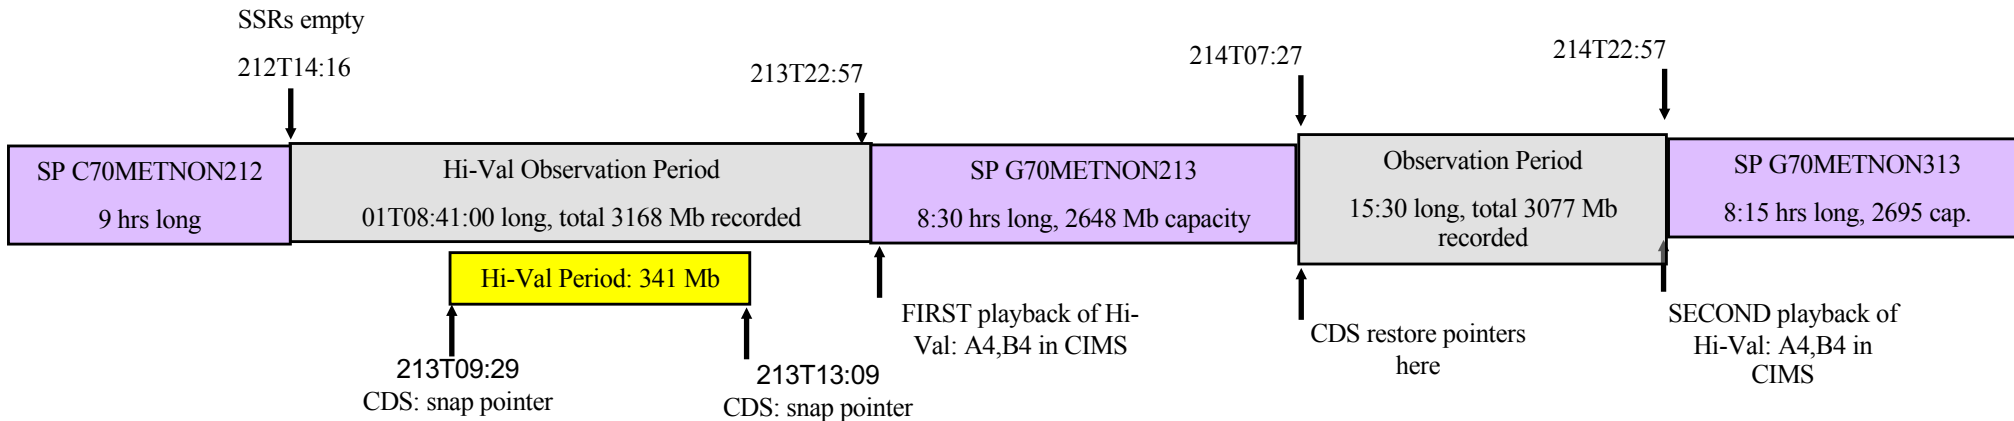 SSRs empty
212T14:16
213T22:57
214T07:27
214T22:57
SP C70METNON212
9 hrs long
Hi-Val Observation Period
01T08:41:00 long, total 3168 Mb recorded
SP G70METNON213
8:30 hrs long, 2648 Mb capacity
Observation Period
15:30 long, total 3077 Mb
recorded
SP G70METNON313
8:15 hrs long, 2695 cap.
Hi-Val Period: 341 Mb
213T09:29
CDS: snap pointer
213T13:09
CDS: snap pointer
FIRST playback of Hi-
Val: A4,B4 in CIMS
CDS restore pointers
here
SECOND playback of
Hi-Val: A4,B4 in
CIMS